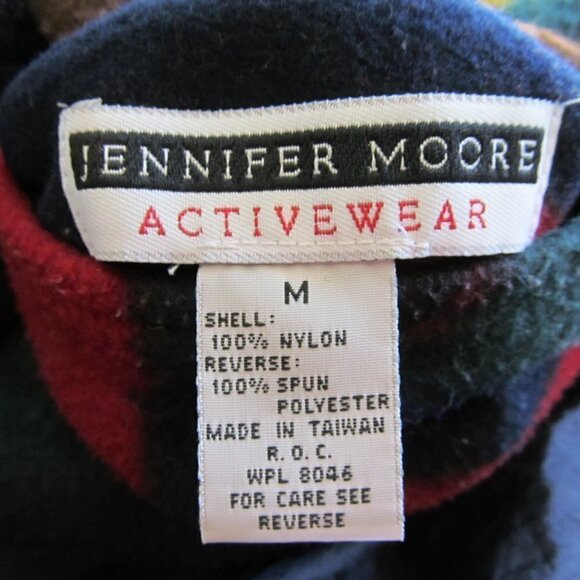 JENNIFER MOORE
ACTIVEWEAR
M
SHELL:
100% NYLON
REVERSE:
100% SPUN
POLYESTER
MADE IN TAIWAN
R.O.C.
WPL 8046
FOR CARE SEE
REVERSE